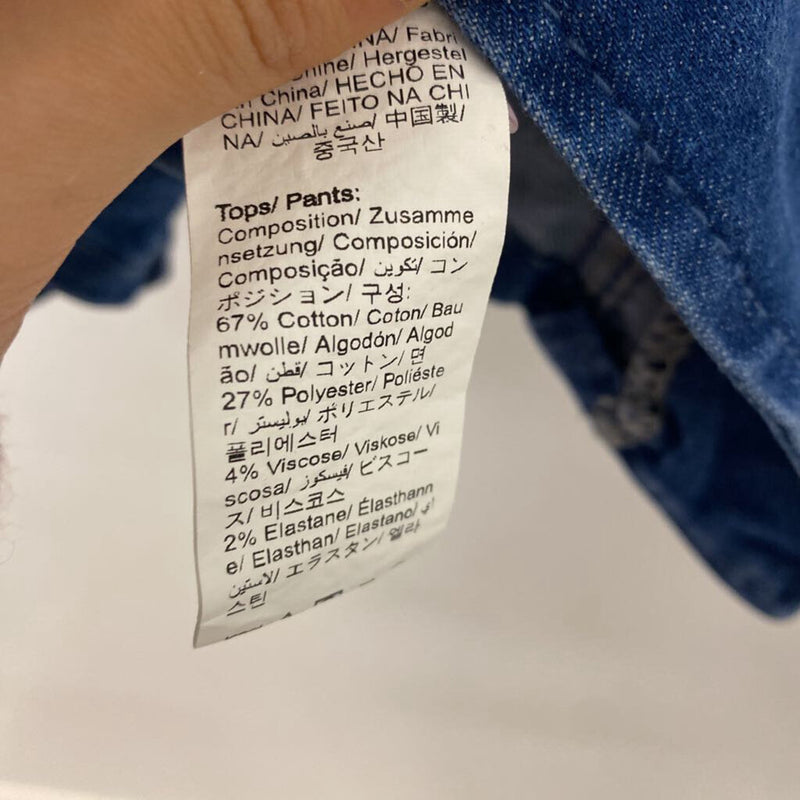 NA/ Fabri
Chine/ Hergestel
in China/ HECHO EN
CHINA/ FEITO NA CHI
NA/ صنع بالصين/ 中国製/
중국산
Tops/ Pants:
Composition/ Zusamme
nsetzung/ Composición/
Composição/ تكوين/ コン
ポジション/ 구성:
67% Cotton/ Coton/ Bau
mwolle/ Algodón/ Algod
ão/ قطن/ コットン/ 면
27% Polyester/ Poliéste
r/ بوليستر/ ポリエステル/
폴리에스터
4% Viscose/ Viskose/ Vi
scosa/ فيسكوز/ ビスコー
ス/ 비스코스
2% Elastane/ Élasthann
e/ Elasthan/ Elastano/ إي
لاستين/ エラスタン/ 엘라
스틴